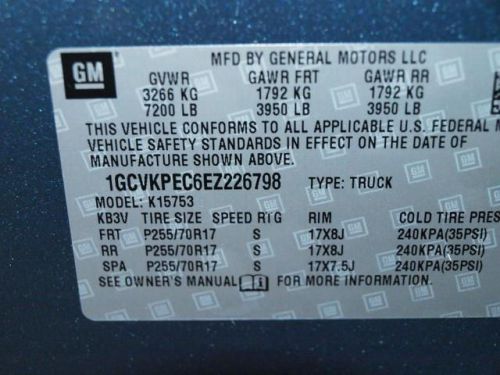 GM
MFD BY GENERAL MOTORS LLC
GVWR GAWR FRT GAWR RR
3266 KG 1792 KG 1792 KG
7200 LB 3950 LB 3950 LB
THIS VEHICLE CONFORMS TO ALL APPLICABLE U.S. FEDERAL M
VEHICLE SAFETY STANDARDS IN EFFECT ON THE DATE OF
MANUFACTURE SHOWN ABOVE.
1GCVKPEC6EZ226798 TYPE: TRUCK
MODEL: K15753
KB3V TIRE SIZE SPEED RTG RIM COLD TIRE PRES
FRT P255/70R17 S 17X8J 240KPA(35PSI)
RR P255/70R17 S 17X8J 240KPA(35PSI)
SPA P255/70R17 S 17X7.5J 240KPA(35PSI)
SEE OWNER'S MANUAL FOR MORE INFORMATION.